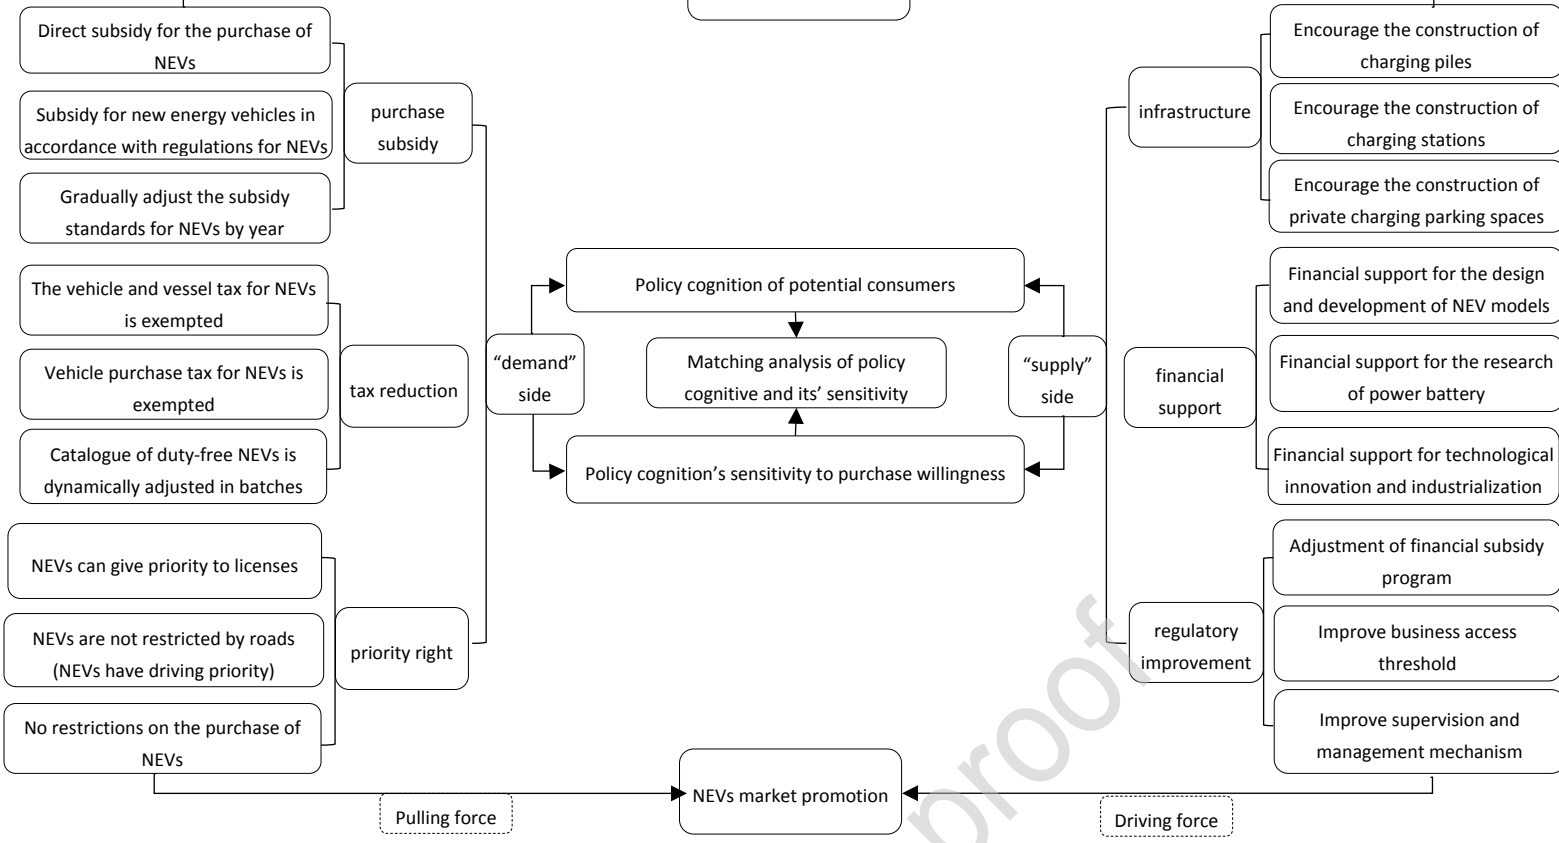 Direct subsidy for the purchase of
NEVs
Subsidy for new energy vehicles in
accordance with regulations for NEVs
Gradually adjust the subsidy
standards for NEVs by year
purchase
subsidy
The vehicle and vessel tax for NEVs
is exempted
Vehicle purchase tax for NEVs is
exempted
Catalogue of duty-free NEVs is
dynamically adjusted in batches
tax reduction
NEVs can give priority to licenses
NEVs are not restricted by roads
(NEVs have driving priority)
No restrictions on the purchase of
NEVs
priority right
“demand”
side
Policy cognition of potential consumers
Matching analysis of policy
cognitive and its’ sensitivity
Policy cognition’s sensitivity to purchase willingness
“supply”
side
infrastructure
Encourage the construction of
charging piles
Encourage the construction of
charging stations
Encourage the construction of
private charging parking spaces
financial
support
Financial support for the design
and development of NEV models
Financial support for the research
of power battery
Financial support for technological
innovation and industrialization
regulatory
improvement
Adjustment of financial subsidy
program
Improve business access
threshold
Improve supervision and
management mechanism
Pulling force
NEVs market promotion
Driving force
proof